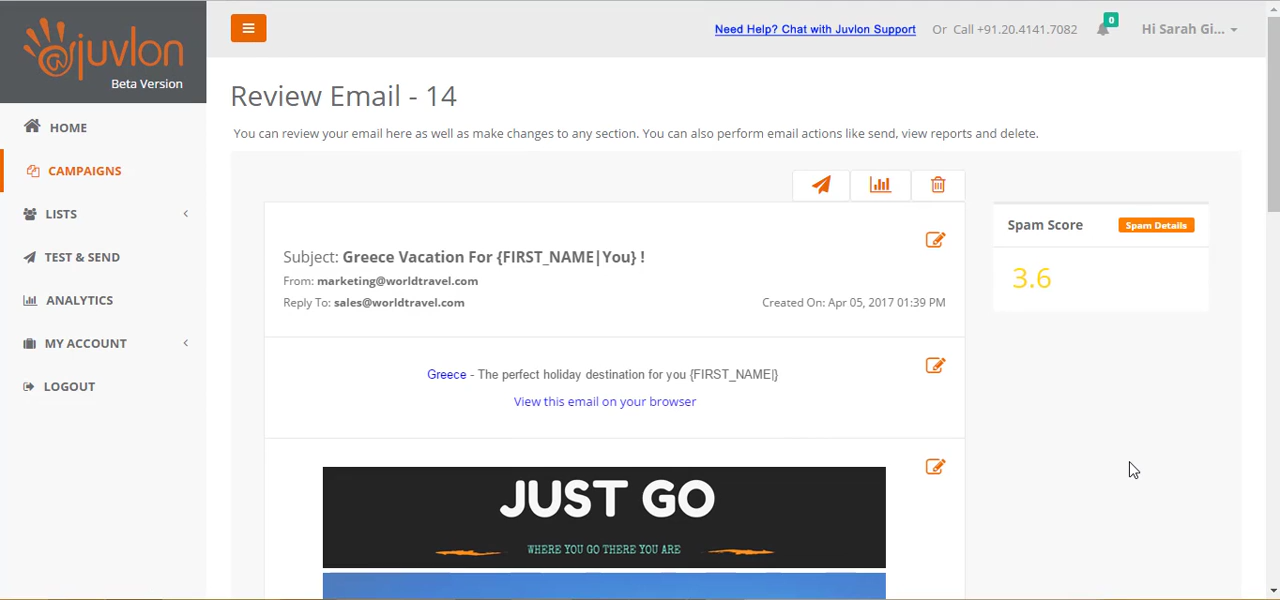 juvlon
Beta Version
Need Help? Chat with Juvlon Support Or Call +91.20.4141.7082 0 Hi Sarah Gi...
HOME
CAMPAIGNS
LISTS
TEST & SEND
ANALYTICS
MY ACCOUNT
LOGOUT
Review Email - 14
You can review your email here as well as make changes to any section. You can also perform email actions like send, view reports and delete.
Subject: Greece Vacation For {FIRST_NAME|You} !
From: marketing@worldtravel.com
Reply To: sales@worldtravel.com Created On: Apr 05, 2017 01:39 PM
Spam Score Spam Details
3.6
Greece - The perfect holiday destination for you {FIRST_NAME|}
View this email on your browser
JUST GO
WHERE YOU GO THERE YOU ARE